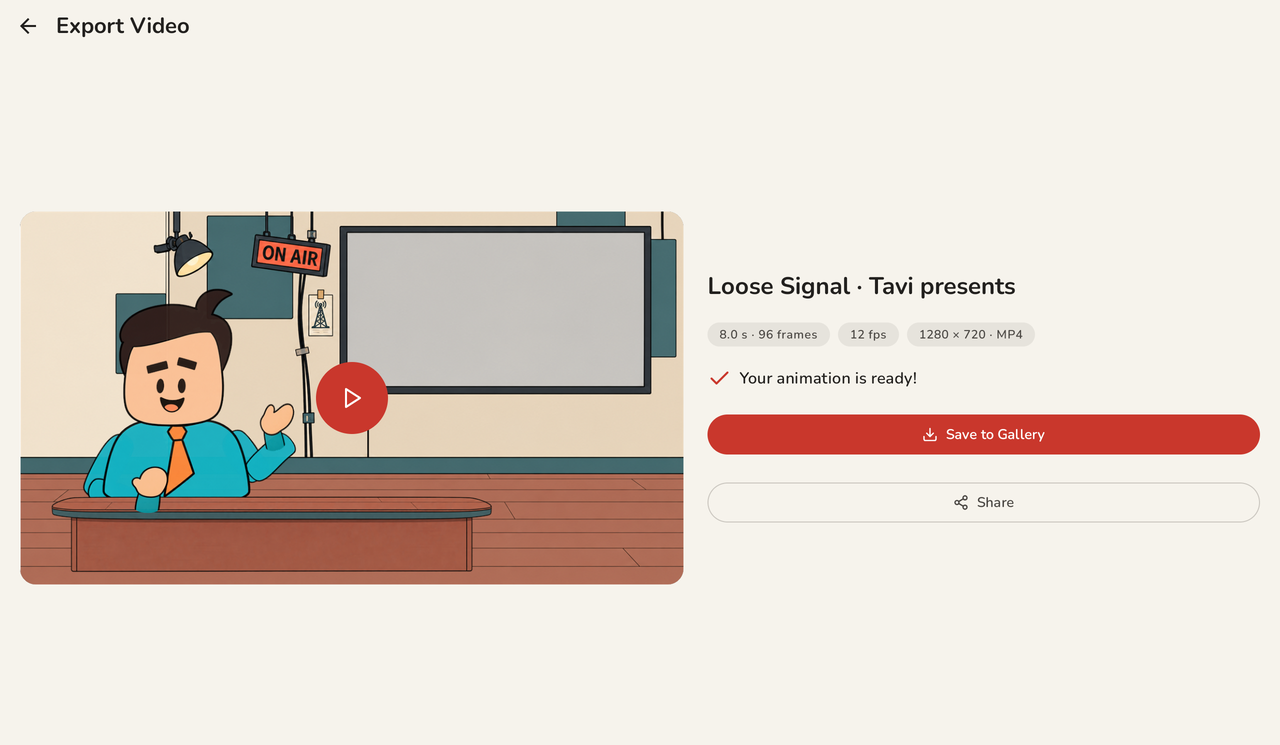 Export Video
ON AIR
Loose Signal · Tavi presents
8.0 s · 96 frames
12 fps
1280 × 720 · MP4
Your animation is ready!
Save to Gallery
Share